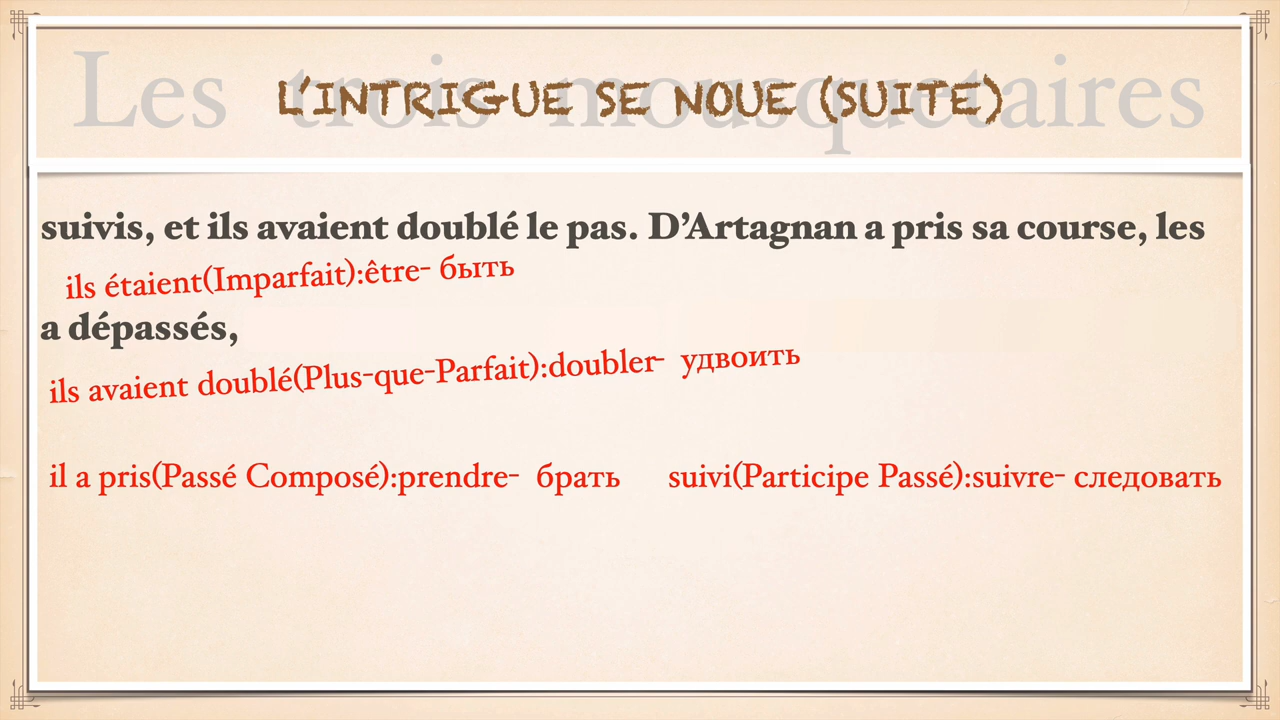 Les trois mousquetaires
L'INTRIGUE SE NOUE (SUITE)
suivis, et ils avaient doublé le pas. D’Artagnan a pris sa course, les
ils étaient(Imparfait):être- быть
a dépassés,
ils avaient doublé(Plus-que-Parfait):doubler- удвоить
il a pris(Passé Composé):prendre- брать suivi(Participe Passé):suivre- следовать